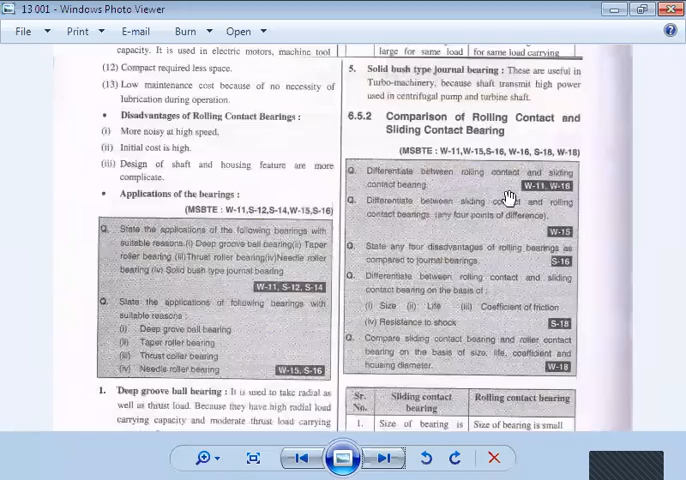 13 001 - Windows Photo Viewer
File Print E-mail Burn Open
capacity. It is used in electric motors, machine tool
(12) Compact required less space.
(13) Low maintenance cost because of no necessity of
lubrication during operation.
• Disadvantages of Rolling Contact Bearings :
(i) More noisy at high speed.
(ii) Initial cost is high.
(iii) Design of shaft and housing feature are more
complicate.
• Applications of the bearings :
(MSBTE : W-11,S-12,S-14,W-15,S-16)
Q. State the applications of the following bearings with
suitable reasons.(i) Deep groove ball bearing(ii) Taper
roller bearing (iii)Thrust roller bearing(iv)Needle roller
bearing (iv) Solid bush type journal bearing
W-11, S-12, S-14
Q. State the applications of following bearings with
suitable reasons :
(i) Deep groove ball bearing
(ii) Taper roller bearing
(iii) Thrust coller bearing
(iv) Needle roller bearing W-15, S-16
1. Deep groove ball bearing : It is used to take radial as
well as thrust load. Because they have high radial load
carrying capacity and moderate thrust load carrying
large for same load for same load carrying
5. Solid bush type journal bearing : These are useful in
Turbo-machinery, because shaft transmit high power
used in centrifugal pump and turbine shaft.
6.5.2 Comparison of Rolling Contact and
Sliding Contact Bearing
(MSBTE : W-11,W-15,S-16, W-16, S-18, W-18)
Q. Differentiate between rolling contact and sliding
contact bearing. W-11, W-16
Q. Differentiate between sliding contact and rolling
contact bearings (any four points of difference).
W-15
Q. State any four disadvantages of rolling bearings as
compared to journal bearings. S-16
Q. Differentiate between rolling contact and sliding
contact bearing on the basis of :
(i) Size (ii) Life (iii) Coefficient of friction
(iv) Resistance to shock S-18
Q. Compare sliding contact bearing and roller contact
bearing on the basis of size, life, coefficient and
housing diameter. W-18
Sr. No. Sliding contact bearing Rolling contact bearing
1. Size of bearing is Size of bearing is small